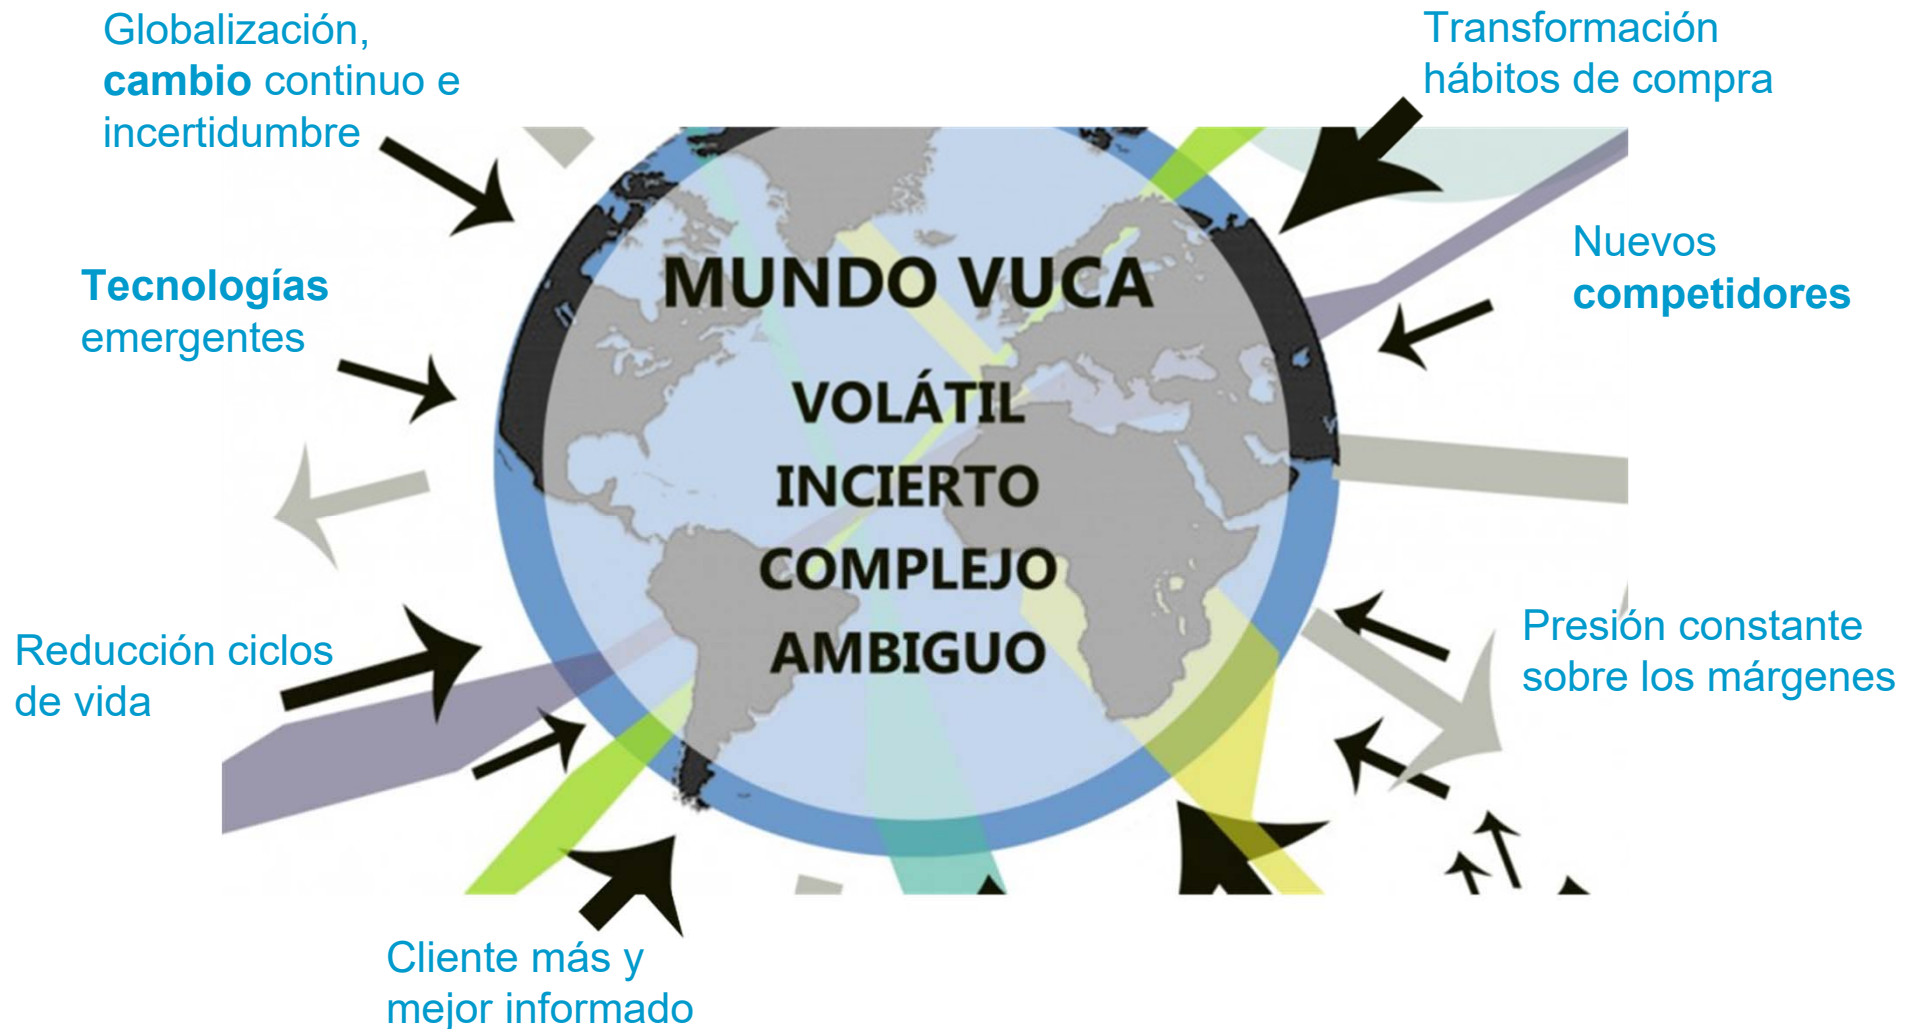 Globalización,
cambio continuo e
incertidumbre
Transformación
hábitos de compra
Tecnologías
emergentes
Nuevos
competidores
MUNDO VUCA
VOLÁTIL
INCIERTO
COMPLEJO
AMBIGUO
Reducción ciclos
de vida
Presión constante
sobre los márgenes
Cliente más y
mejor informado